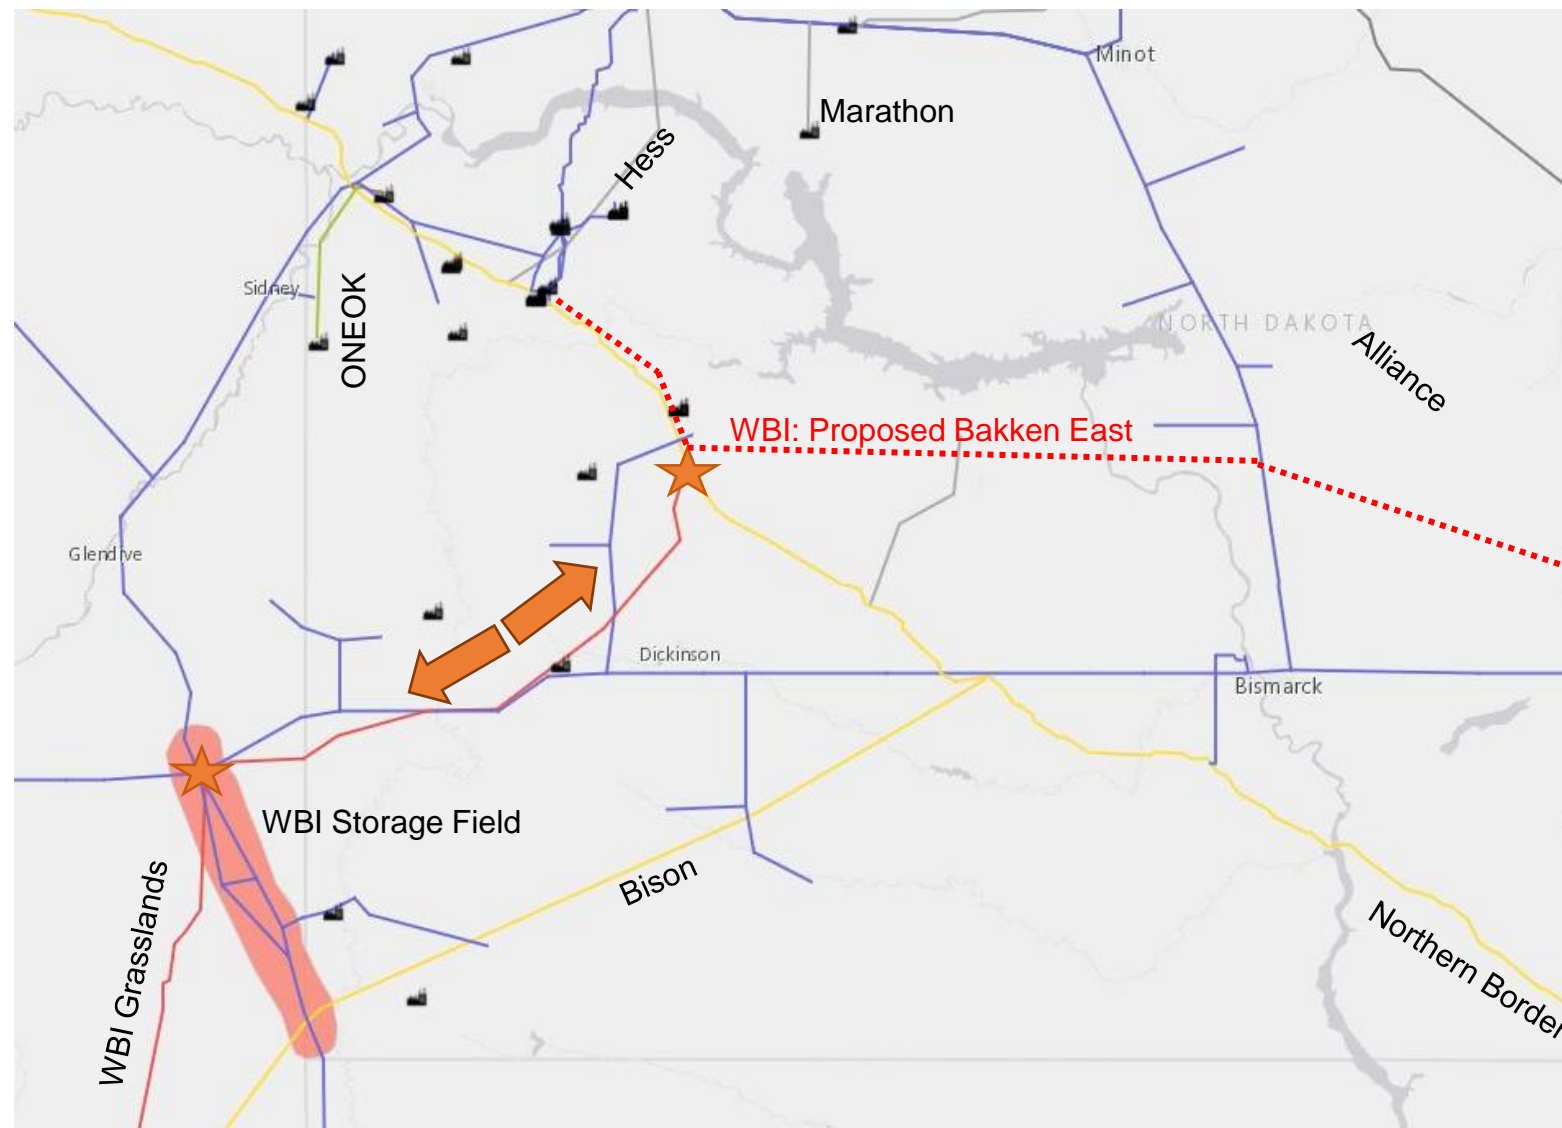 Minot
Marathon
Hess
Sidney
ONEOK
NORTH DAKOTA
Alliance
WBI: Proposed Bakken East
Glendive
Dickinson
Bismarck
WBI Storage Field
Bison
WBI Grasslands
Northern Border